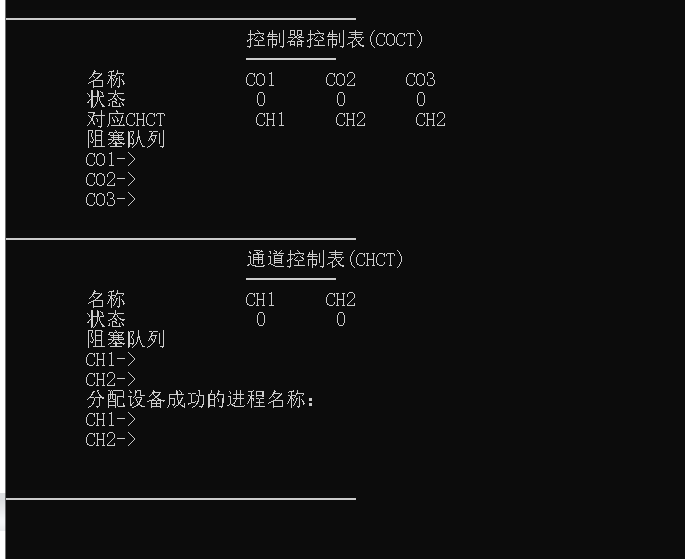 控制器控制表(COCT)
名称 CO1 CO2 CO3
状态 0 0 0
对应CHCT CH1 CH2 CH2
阻塞队列
CO1->
CO2->
CO3->
通道控制表(CHCT)
名称 CH1 CH2
状态 0 0
阻塞队列
CH1->
CH2->
分配设备成功的进程名称:
CH1->
CH2->